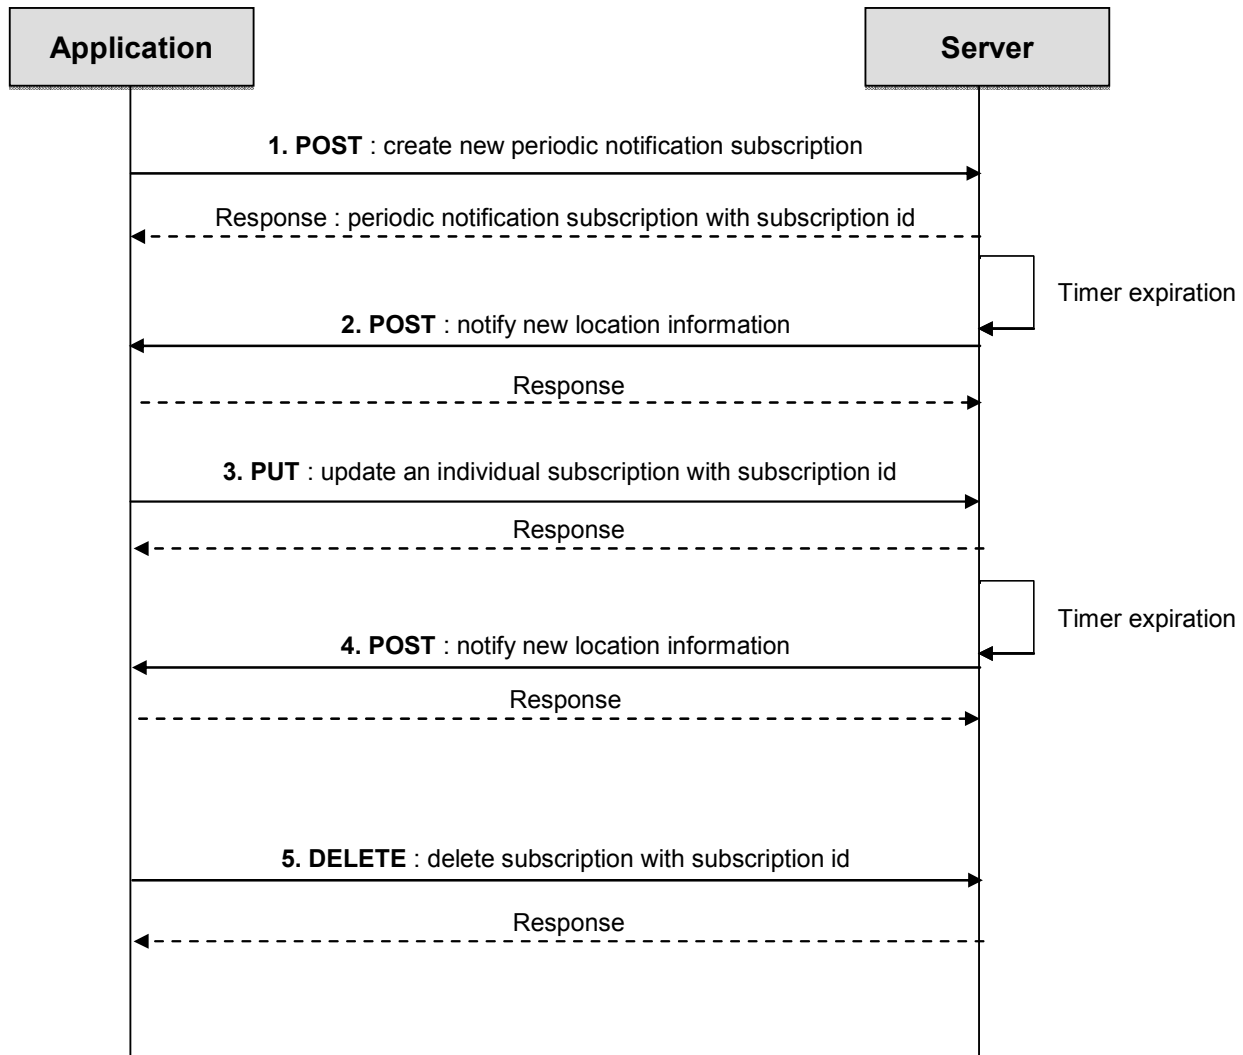 Application
Server
1. POST : create new periodic notification subscription
Response : periodic notification subscription with subscription id
Timer expiration
2. POST : notify new location information
Response
3. PUT : update an individual subscription with subscription id
Response
Timer expiration
4. POST : notify new location information
Response
5. DELETE : delete subscription with subscription id
Response